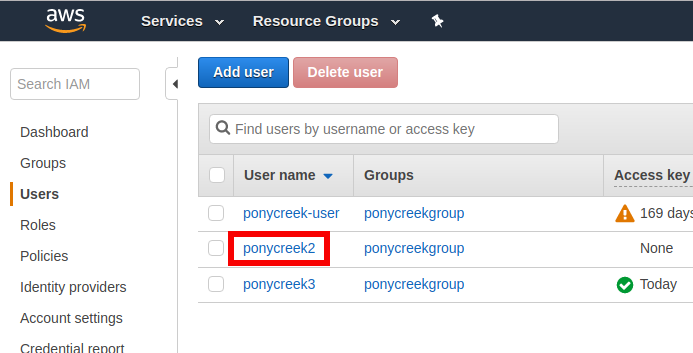 aws Services Resource Groups
Search IAM
Dashboard
Groups
Users
Roles
Policies
Identity providers
Account settings
Credential report
Add user Delete user
Find users by username or access key
User name Groups Access key
ponycreek-user ponycreekgroup 169 days
ponycreek2 ponycreekgroup None
ponycreek3 ponycreekgroup Today